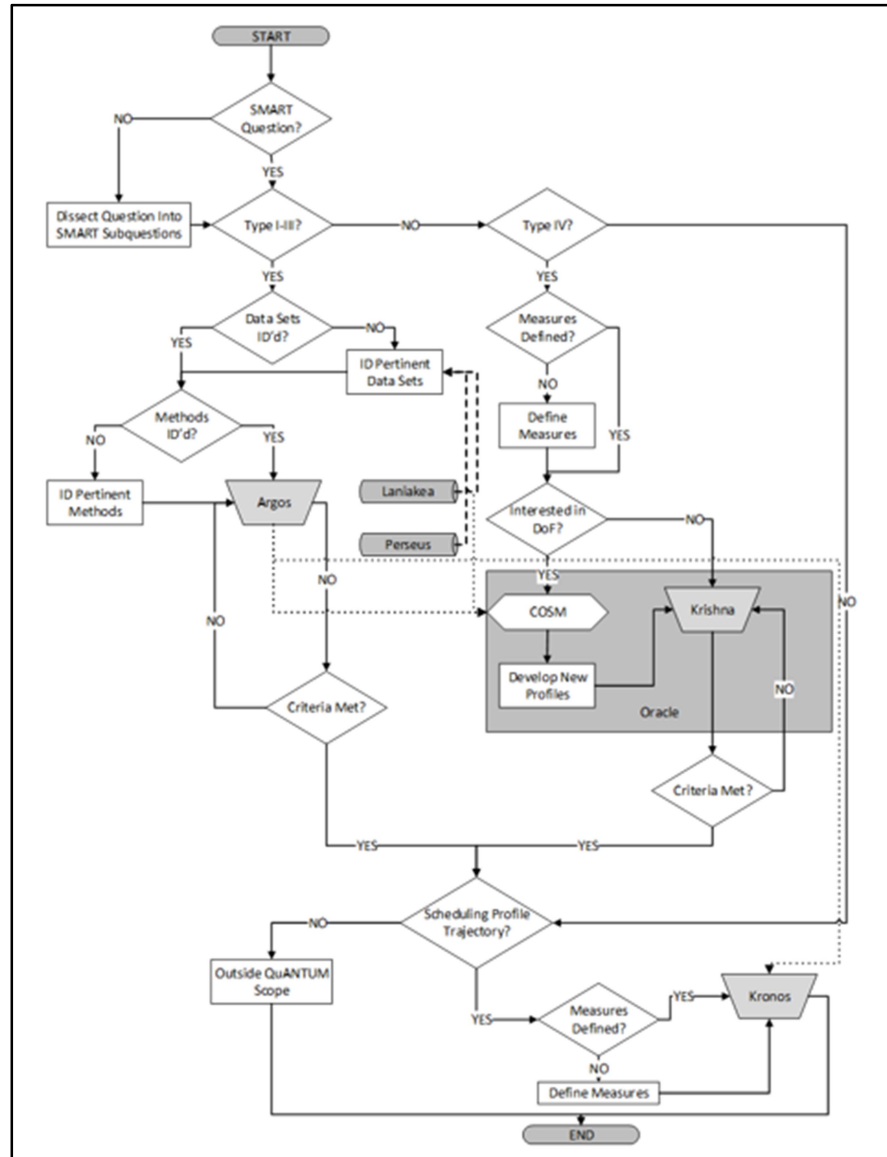 START
SMART
Question?
NO
YES
Dissect Question Into
SMART Subquestions
Type I-III?
NO
Type IV?
YES
YES
Data Sets
ID'd?
YES
NO
Measures
Defined?
ID Pertinent
Data Sets
NO
Methods
ID'd?
NO
YES
Define
Measures
YES
ID Pertinent
Methods
Argos
Laniakea
Perseus
Interested in
DoF?
NO
NO
YES
COSM
Krishna
NO
NO
Develop New
Profiles
NO
Oracle
Criteria Met?
Criteria Met?
YES
YES
Scheduling Profile
Trajectory?
NO
Outside QuANTUM
Scope
YES
Measures
Defined?
YES
Kronos
NO
Define Measures
END